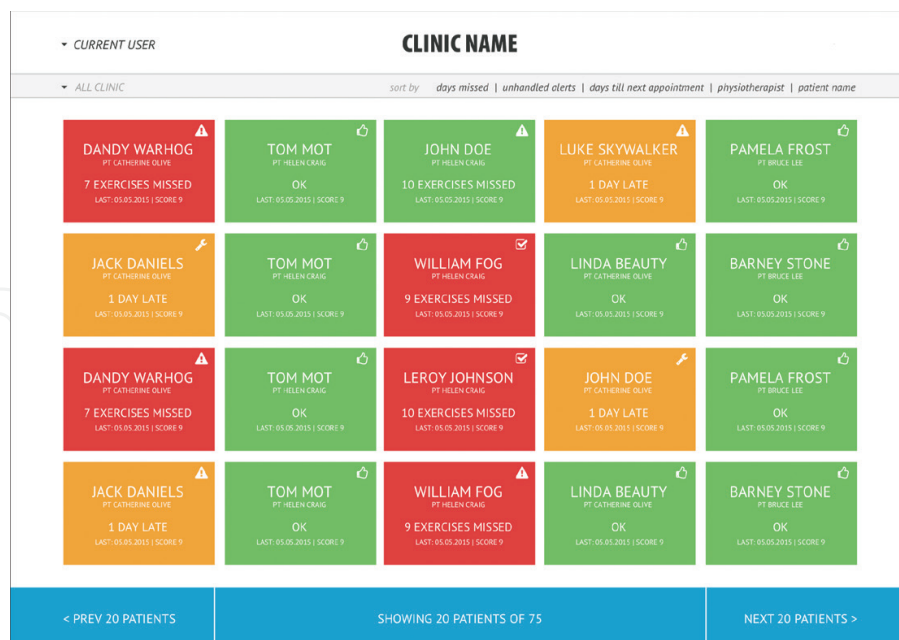 CURRENT USER
CLINIC NAME
ALL CLINIC
sort by days missed | unhandled alerts | days till next appointment | physiotherapist | patient name
DANDY WARHOG
PT CATHERINE OLIVE
7 EXERCISES MISSED
LAST: 05.05.2015 | SCORE 9
TOM MOT
PT HELEN CRAIG
OK
LAST: 05.05.2015 | SCORE 9
JOHN DOE
PT HELEN CRAIG
10 EXERCISES MISSED
LAST: 05.05.2015 | SCORE 9
LUKE SKYWALKER
PT CATHERINE OLIVE
1 DAY LATE
LAST: 05.05.2015 | SCORE 9
PAMELA FROST
PT BRUCE LEE
OK
LAST: 05.05.2015 | SCORE 9
JACK DANIELS
PT CATHERINE OLIVE
1 DAY LATE
LAST: 05.05.2015 | SCORE 9
TOM MOT
PT HELEN CRAIG
OK
LAST: 05.05.2015 | SCORE 9
WILLIAM FOG
PT HELEN CRAIG
9 EXERCISES MISSED
LAST: 05.05.2015 | SCORE 9
LINDA BEAUTY
PT CATHERINE OLIVE
OK
LAST: 05.05.2015 | SCORE 9
BARNEY STONE
PT BRUCE LEE
OK
LAST: 05.05.2015 | SCORE 9
DANDY WARHOG
PT CATHERINE OLIVE
7 EXERCISES MISSED
LAST: 05.05.2015 | SCORE 9
TOM MOT
PT HELEN CRAIG
OK
LAST: 05.05.2015 | SCORE 9
LEROY JOHNSON
PT HELEN CRAIG
10 EXERCISES MISSED
LAST: 05.05.2015 | SCORE 9
JOHN DOE
PT CATHERINE OLIVE
1 DAY LATE
LAST: 05.05.2015 | SCORE 9
PAMELA FROST
PT BRUCE LEE
OK
LAST: 05.05.2015 | SCORE 9
JACK DANIELS
PT CATHERINE OLIVE
1 DAY LATE
LAST: 05.05.2015 | SCORE 9
TOM MOT
PT HELEN CRAIG
OK
LAST: 05.05.2015 | SCORE 9
WILLIAM FOG
PT HELEN CRAIG
9 EXERCISES MISSED
LAST: 05.05.2015 | SCORE 9
LINDA BEAUTY
PT CATHERINE OLIVE
OK
LAST: 05.05.2015 | SCORE 9
BARNEY STONE
PT BRUCE LEE
OK
LAST: 05.05.2015 | SCORE 9
< PREV 20 PATIENTS
SHOWING 20 PATIENTS OF 75
NEXT 20 PATIENTS >